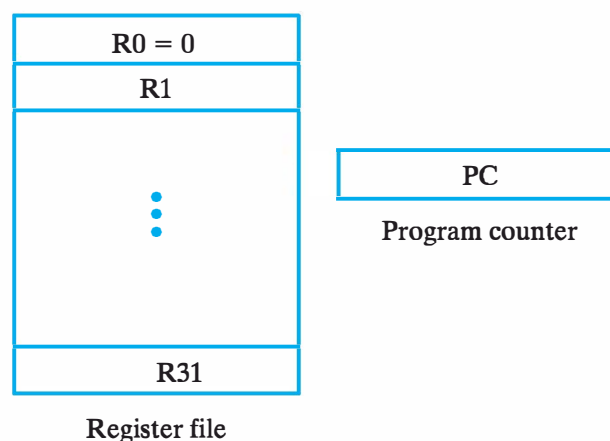 R0 = 0
R1
R31
Register file
PC
Program counter